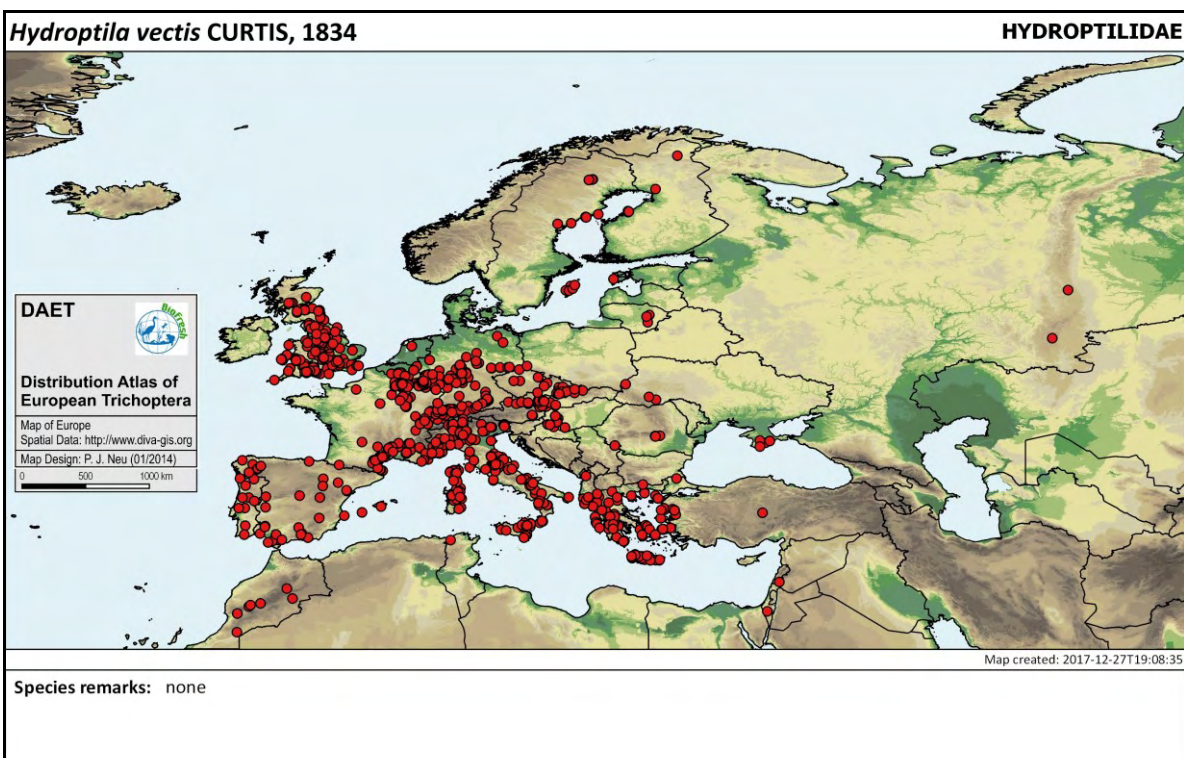 Hydroptila vectis CURTIS, 1834
HYDROPTILIDAE
DAET
BioFresh
Distribution Atlas of
European Trichoptera
Map of Europe
Spatial Data: http://www.diva-gis.org
Map Design: P. J. Neu (01/2014)
0 500 1000 km
Map created: 2017-12-27T19:08:35
Species remarks: none